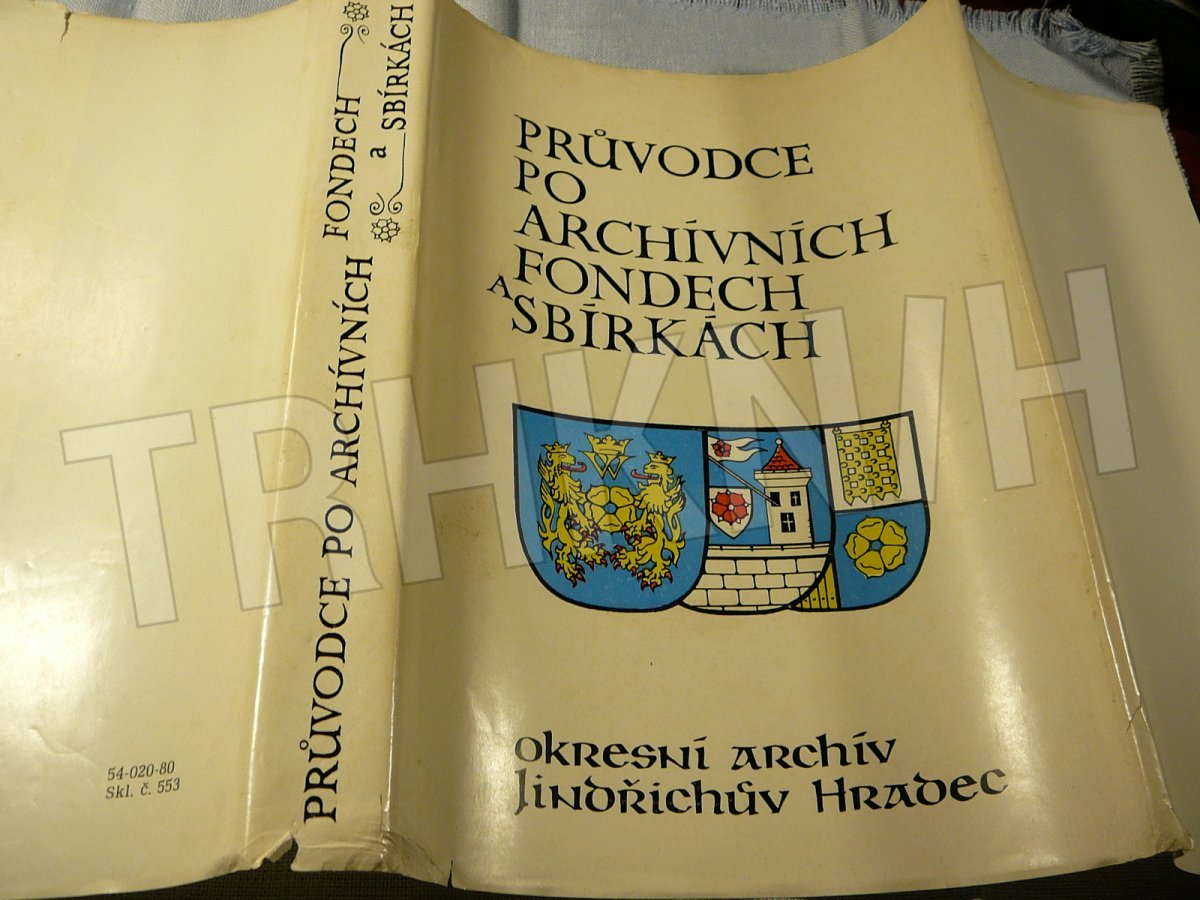 PRŮVODCE
PO
ARCHÍVNÍCH
FONDECH
A SBÍRKÁCH
W
OKRESNÍ ARCHÍV
JINDŘICHŮV HRADEC
PRŮVODCE PO ARCHÍVNÍCH FONDECH
a SBÍRKÁCH
54-020-80
Skl. č. 553
TRHKNIH